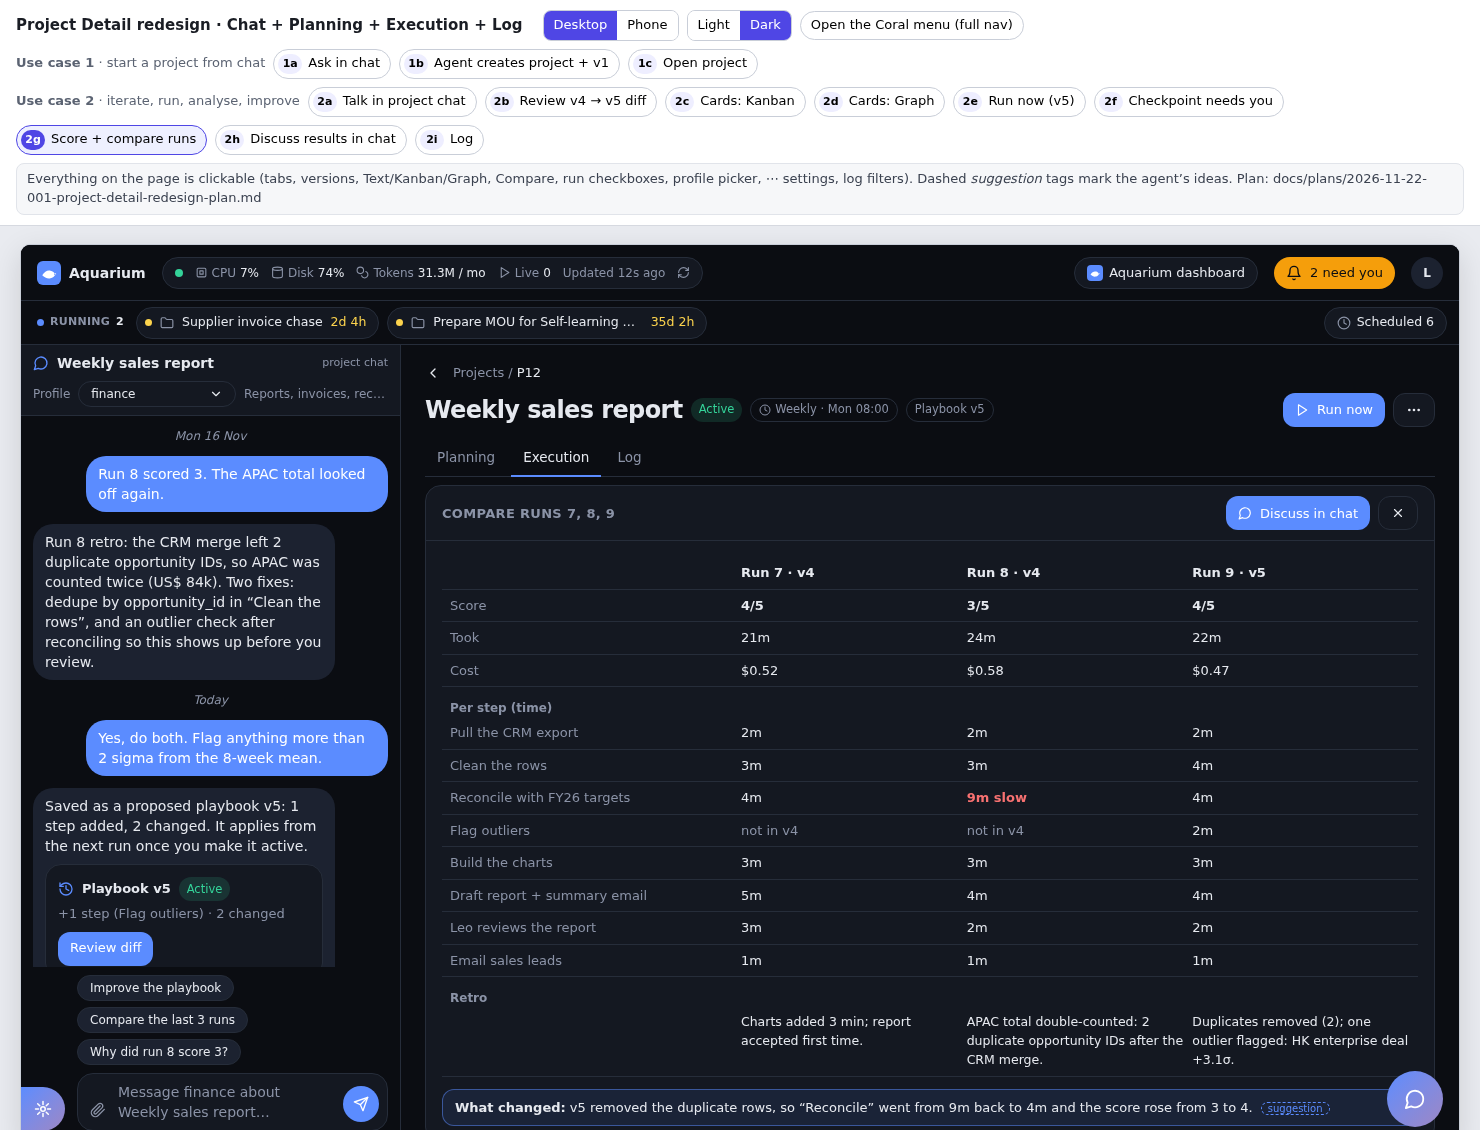 Project Detail redesign · Chat + Planning + Execution + Log
Desktop Phone Light Dark Open the Coral menu (full nav)
Use case 1 · start a project from chat 1a Ask in chat 1b Agent creates project + v1 1c Open project
Use case 2 · iterate, run, analyse, improve 2a Talk in project chat 2b Review v4 → v5 diff 2c Cards: Kanban 2d Cards: Graph 2e Run now (v5) 2f Checkpoint needs you
2g Score + compare runs 2h Discuss results in chat 2i Log
Everything on the page is clickable (tabs, versions, Text/Kanban/Graph, Compare, run checkboxes, profile picker, ··· settings, log filters). Dashed suggestion tags mark the agent’s ideas. Plan: docs/plans/2026-11-22-
001-project-detail-redesign-plan.md
Aquarium CPU 7% Disk 74% Tokens 31.3M / mo Live 0 Updated 12s ago Aquarium dashboard 2 need you L
RUNNING 2 Supplier invoice chase 2d 4h Prepare MOU for Self-learning … 35d 2h Scheduled 6
Weekly sales report project chat
Profile finance Reports, invoices, rec…
Mon 16 Nov
Run 8 scored 3. The APAC total looked
off again.
Run 8 retro: the CRM merge left 2
duplicate opportunity IDs, so APAC was
counted twice (US$ 84k). Two fixes:
dedupe by opportunity_id in “Clean the
rows”, and an outlier check after
reconciling so this shows up before you
review.
Today
Yes, do both. Flag anything more than
2 sigma from the 8-week mean.
Saved as a proposed playbook v5: 1
step added, 2 changed. It applies from
the next run once you make it active.
Playbook v5 Active
+1 step (Flag outliers) · 2 changed
Review diff
Improve the playbook
Compare the last 3 runs
Why did run 8 score 3?
Message finance about
Weekly sales report…
Projects / P12
Weekly sales report Active Weekly · Mon 08:00 Playbook v5 Run now ···
Planning Execution Log
COMPARE RUNS 7, 8, 9 Discuss in chat ×
Run 7 · v4 Run 8 · v4 Run 9 · v5
Score 4/5 3/5 4/5
Took 21m 24m 22m
Cost $0.52 $0.58 $0.47
Per step (time)
Pull the CRM export 2m 2m 2m
Clean the rows 3m 3m 4m
Reconcile with FY26 targets 4m 9m slow 4m
Flag outliers not in v4 not in v4 2m
Build the charts 3m 3m 3m
Draft report + summary email 5m 4m 4m
Leo reviews the report 3m 2m 2m
Email sales leads 1m 1m 1m
Retro
Charts added 3 min; report APAC total double-counted: 2 Duplicates removed (2); one
accepted first time. duplicate opportunity IDs after the outlier flagged: HK enterprise deal
CRM merge. +3.1σ.
What changed: v5 removed the duplicate rows, so “Reconcile” went from 9m back to 4m and the score rose from 3 to 4. suggestion